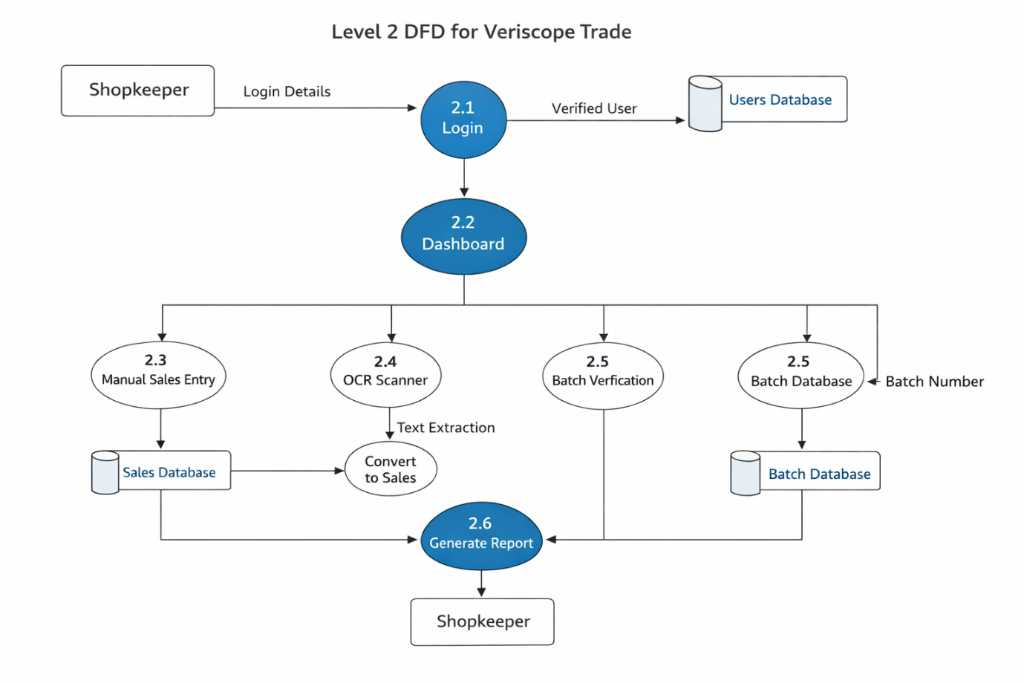 Level 2 DFD for Veriscope Trade
Shopkeeper
Login Details
2.1
Login
Verified User
Users Database
2.2
Dashboard
2.3
Manual Sales Entry
2.4
OCR Scanner
2.5
Batch Verfication
2.5
Batch Database
Batch Number
Text Extraction
Sales Database
Convert
to Sales
Batch Database
2.6
Generate Report
Shopkeeper